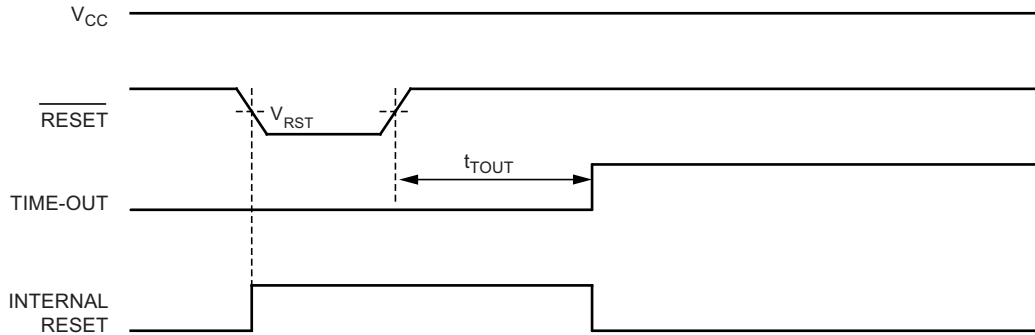 VCC
RESET
VRST
tTOUT
TIME-OUT
INTERNAL
RESET